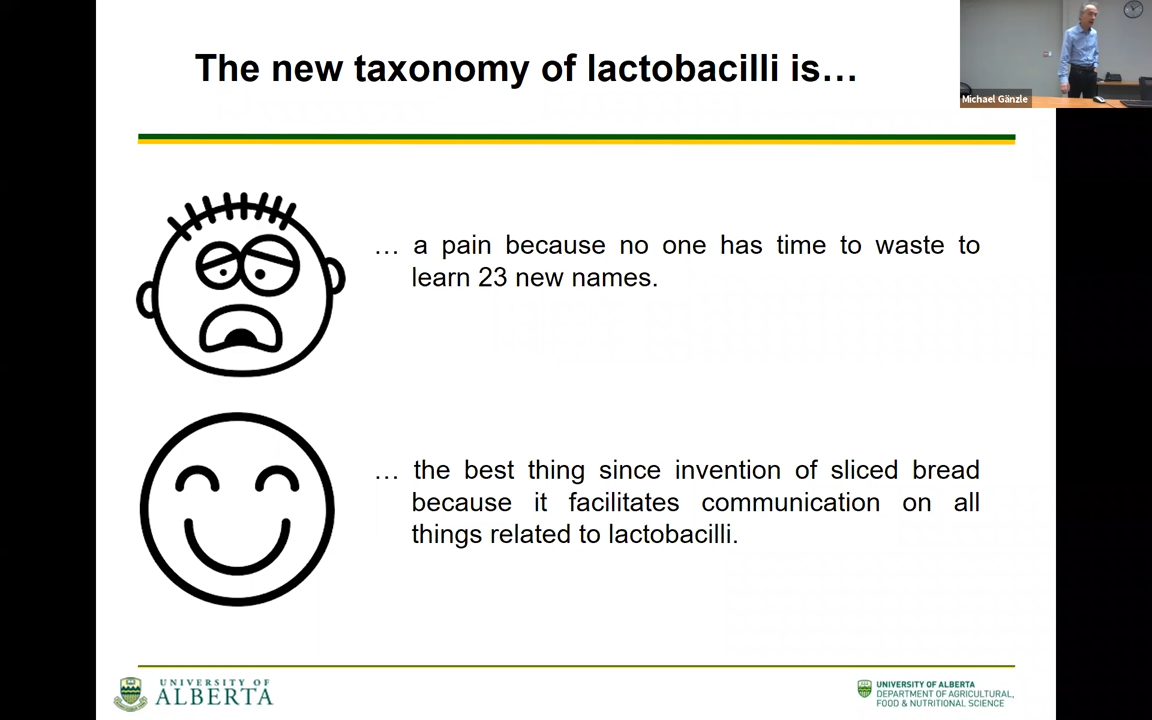 The new taxonomy of lactobacilli is…
Michael Gänzle
… a pain because no one has time to waste to
learn 23 new names.
… the best thing since invention of sliced bread
because it facilitates communication on all
things related to lactobacilli.
UNIVERSITY OF
ALBERTA
UNIVERSITY OF ALBERTA
DEPARTMENT OF AGRICULTURAL,
FOOD & NUTRITIONAL SCIENCE